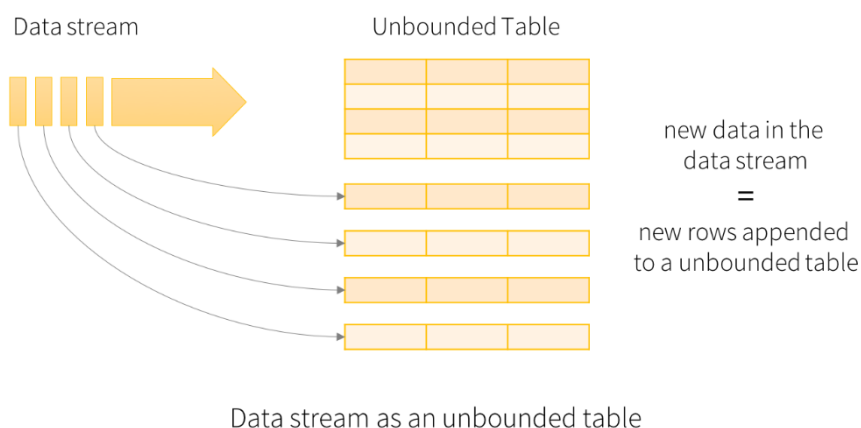 Data stream
Unbounded Table
new data in the
data stream
=
new rows appended
to a unbounded table
Data stream as an unbounded table